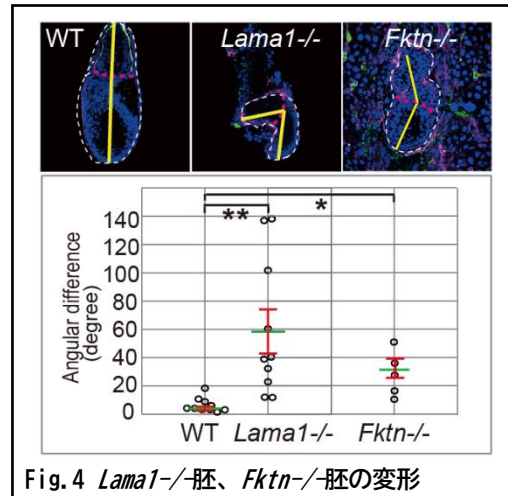 WT Lama1-/- Fktn-/-
** *
140
120
100
80
60
40
20
0
Angular difference
(degree)
WT Lama1-/- Fktn-/-
Fig.4 Lama1-/-胚、Fktn-/-胚の変形